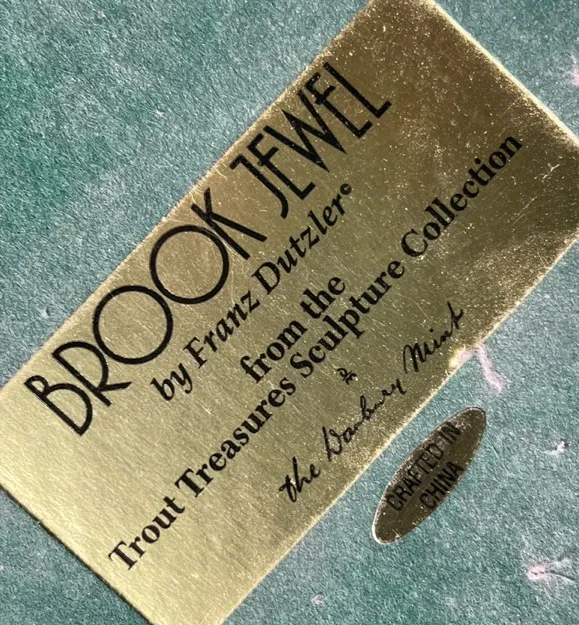 BROOK JEWEL
by Franz Dutzler®
from the
Trout Treasures Sculpture Collection
the Danbury Mint
CRAFTED IN
CHINA